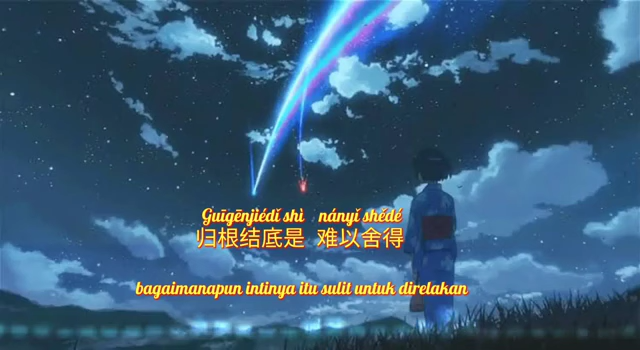 Guīgēnjiédǐ shì nányǐ shědé
归根结底是 难以舍得
bagaimanapun intinya itu sulit untuk direlakan